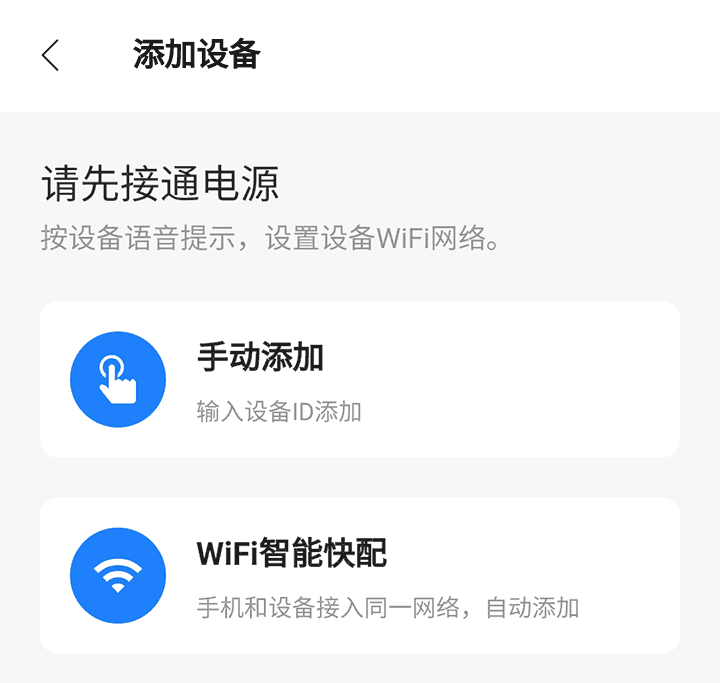 添加设备
请先接通电源
按设备语音提示，设置设备WiFi网络。
手动添加
输入设备ID添加
WiFi智能快配
手机和设备接入同一网络，自动添加